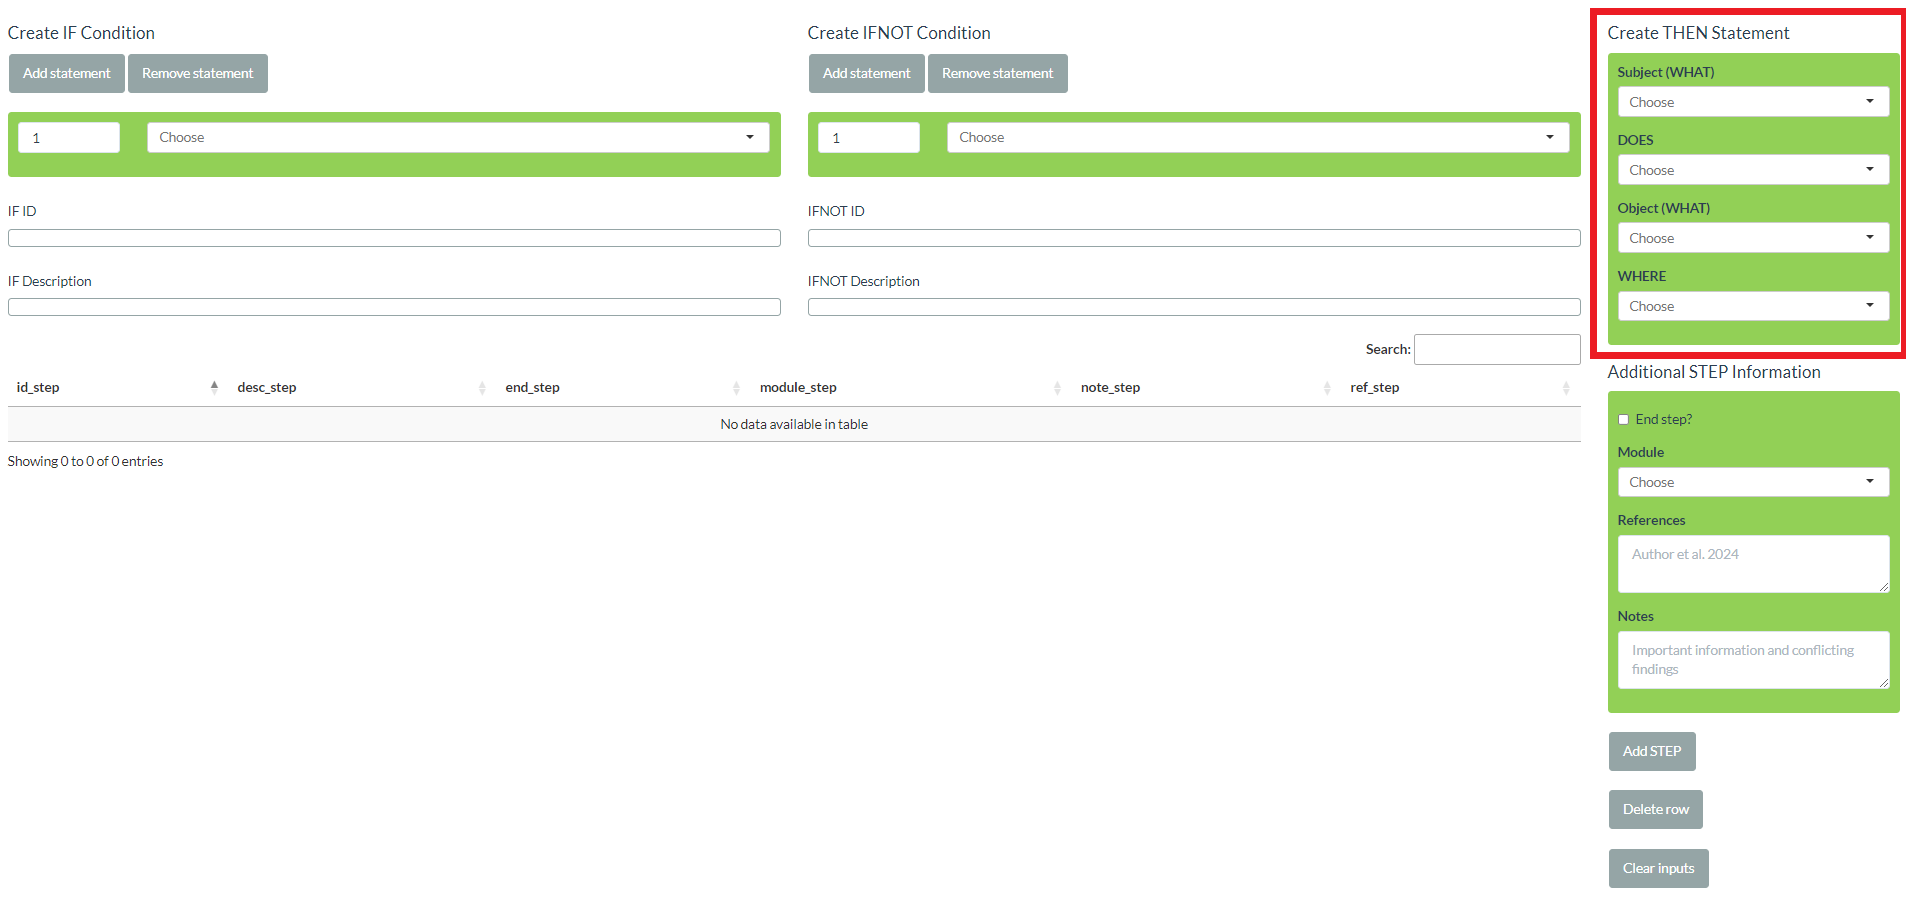 Create IF Condition
Add statement Remove statement
1 Choose
IF ID
IF Description
Create IFNOT Condition
Add statement Remove statement
1 Choose
IFNOT ID
IFNOT Description
Search:
id_step desc_step end_step module_step note_step ref_step
No data available in table
Showing 0 to 0 of 0 entries
Create THEN Statement
Subject (WHAT)
Choose
DOES
Choose
Object (WHAT)
Choose
WHERE
Choose
Additional STEP Information
End step?
Module
Choose
References
Author et al. 2024
Notes
Important information and conflicting
findings
Add STEP
Delete row
Clear inputs